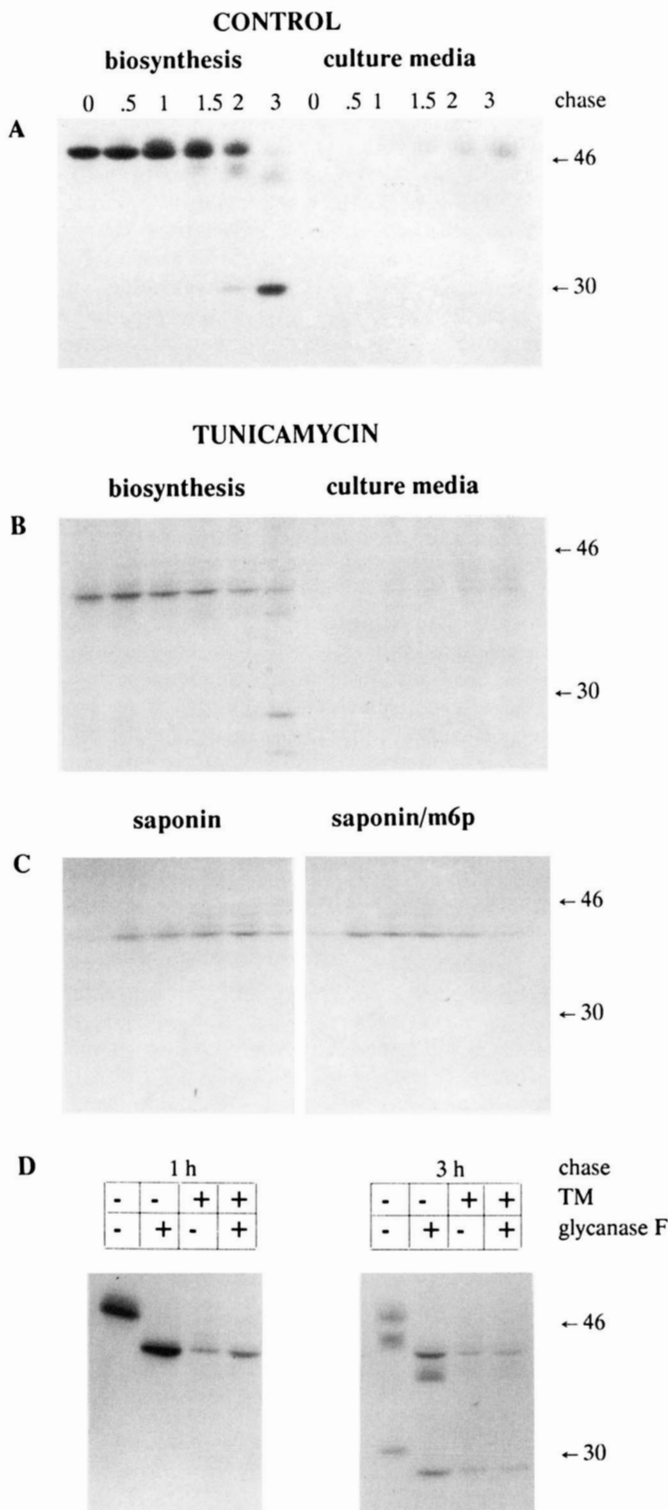 CONTROL
biosynthesis culture media
0 .5 1 1.5 2 3 0 .5 1 1.5 2 3 chase
A
← 46
← 30
TUNICAMYCIN
biosynthesis culture media
B
← 46
← 30
saponin saponin/m6p
C
← 46
← 30
D 1 h 3 h chase
- - + + - - + + TM
- + - + - + - + glycanase F
← 46
← 30